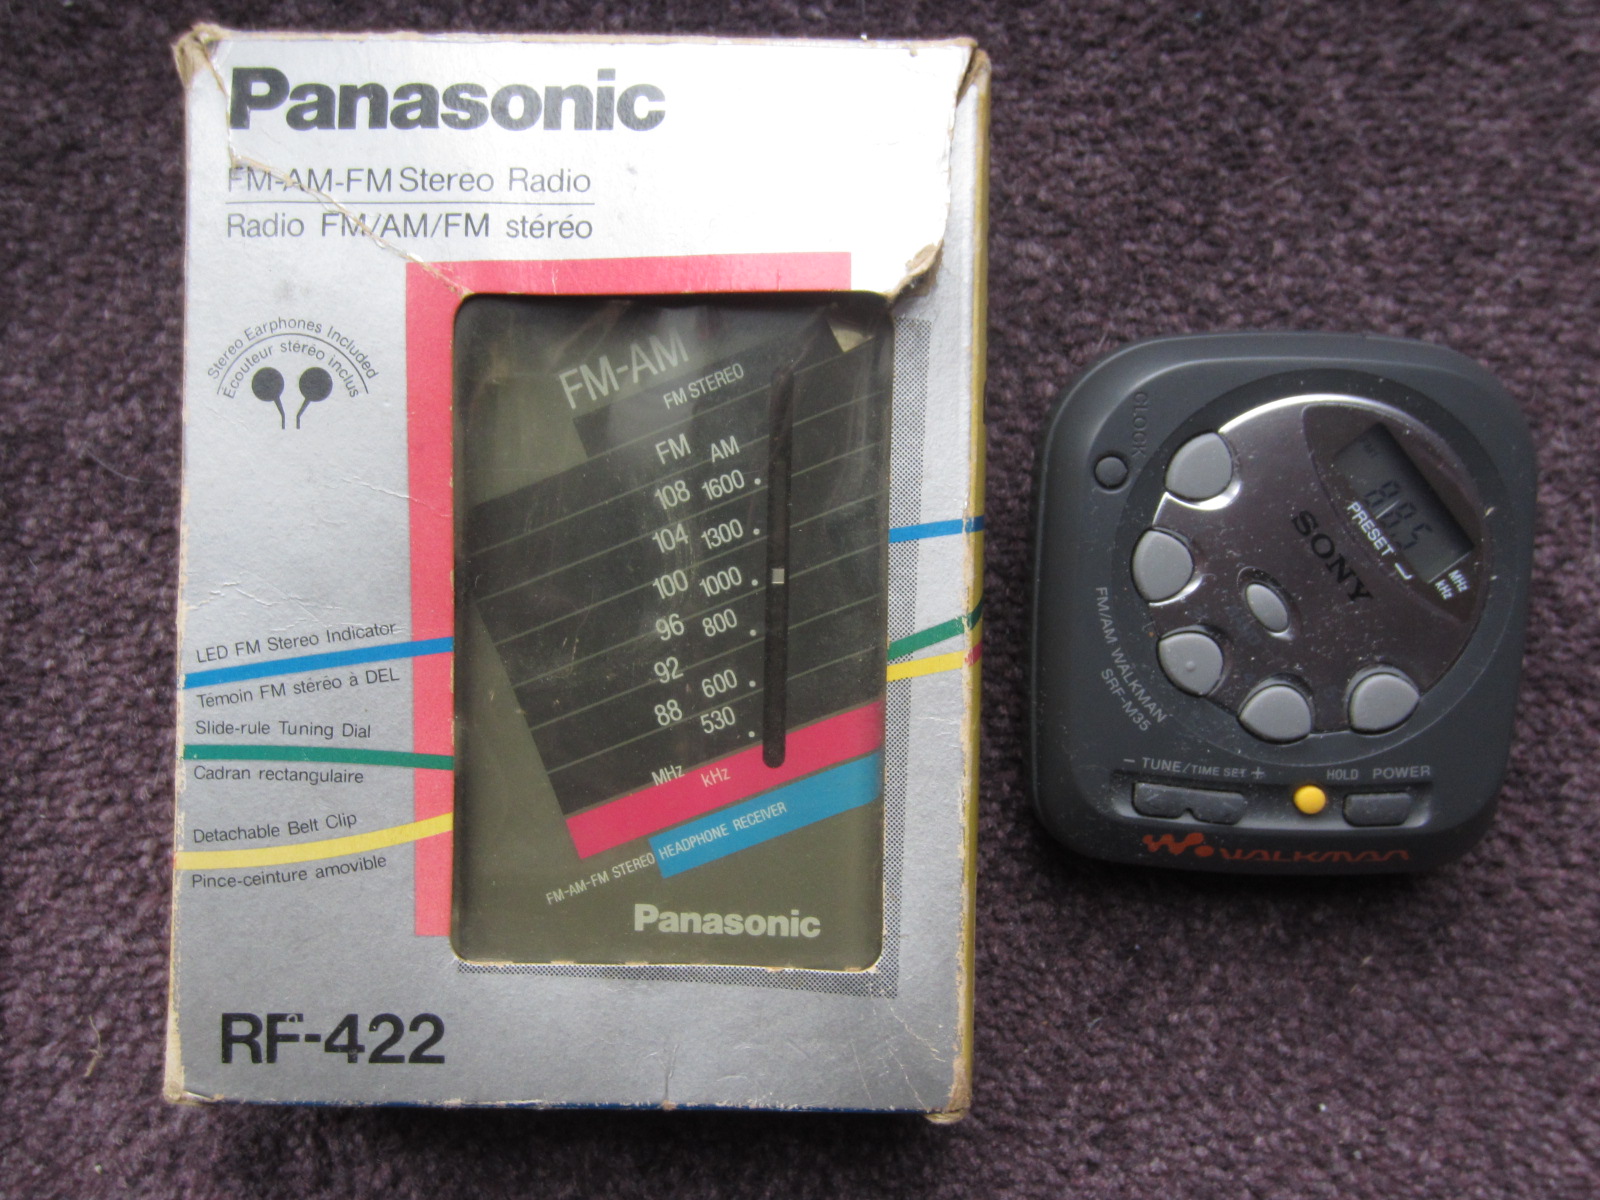 Panasonic
FM-AM-FM Stereo Radio
Radio FM/AM/FM stéréo
Stereo Earphones Included
Écouteur stéréo inclus
LED FM Stereo Indicator
Témoin FM stéréo à DEL
Slide-rule Tuning Dial
Cadran rectangulaire
Detachable Belt Clip
Pince-ceinture amovible
RF-422
FM-AM
FM STEREO
FM AM
108 1600
104 1300
100 1000
96 800
92
88 600
530
MHz kHz
FM-AM-FM STEREO HEADPHONE RECEIVER
Panasonic
CLOCK
88.5
PRESET
MHz
kHz
SONY
FM/AM WALKMAN
SRF-M35
- TUNE/TIME SET +
HOLD POWER
WALKMAN